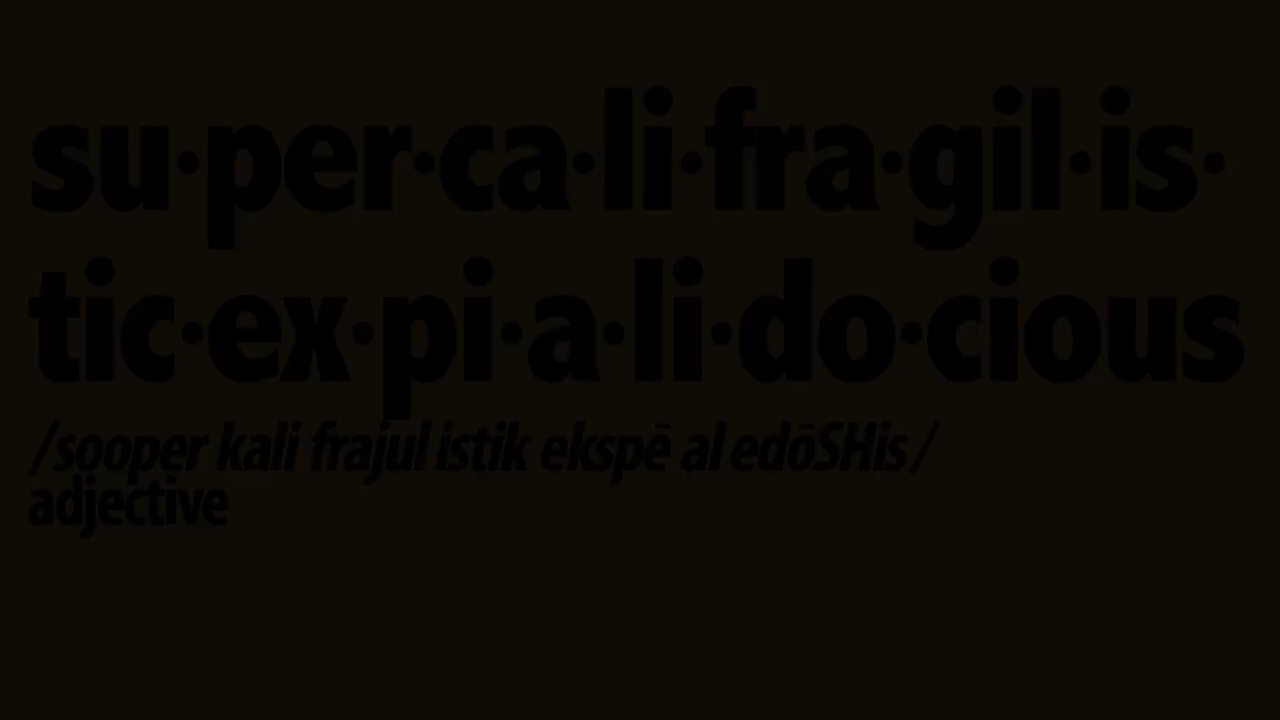 su·per·ca·li·fra·gil·is·
tic·ex·pi·a·li·do·cious
/sooper kali frajul istik ekspē al edōSHis/
adjective